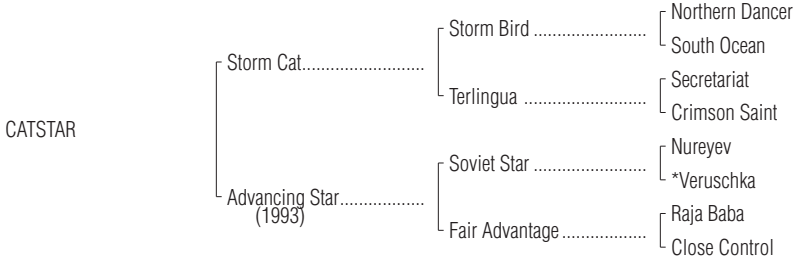 Northern Dancer
Storm Bird ........................
South Ocean
Storm Cat..........................
Secretariat
Terlingua ..........................
Crimson Saint
CATSTAR
Nureyev
Soviet Star ........................
*Veruschka
Advancing Star..................
(1993)
Raja Baba
Fair Advantage..................
Close Control